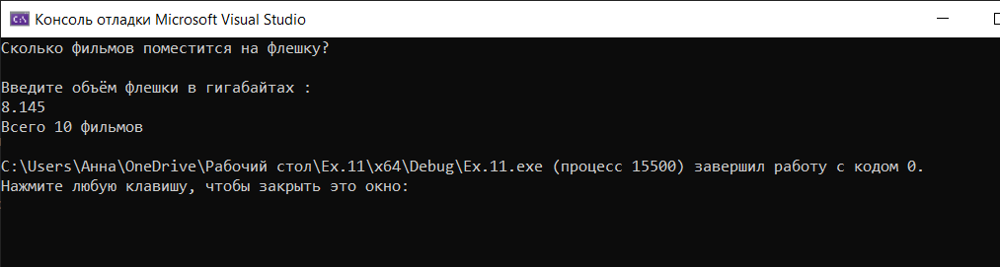 Консоль отладки Microsoft Visual Studio
Сколько фильмов поместится на флешку?
Введите объём флешки в гигабайтах :
8.145
Всего 10 фильмов
C:\Users\Анна\OneDrive\Рабочий стол\Ex.11\x64\Debug\Ex.11.exe (процесс 15500) завершил работу с кодом 0.
Нажмите любую клавишу, чтобы закрыть это окно: